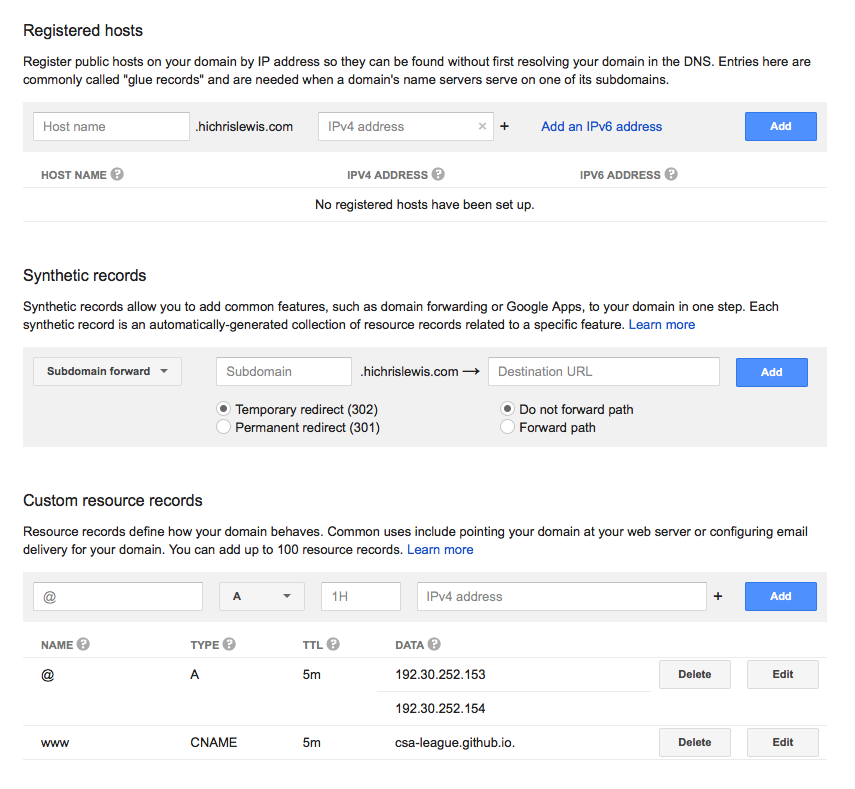 Registered hosts
Register public hosts on your domain by IP address so they can be found without first resolving your domain in the DNS. Entries here are
commonly called "glue records" and are needed when a domain's name servers serve on one of its subdomains.
Host name .hichrislewis.com IPv4 address × + Add an IPv6 address Add
HOST NAME ? IPV4 ADDRESS ? IPV6 ADDRESS ?
No registered hosts have been set up.
Synthetic records
Synthetic records allow you to add common features, such as domain forwarding or Google Apps, to your domain in one step. Each
synthetic record is an automatically-generated collection of resource records related to a specific feature. Learn more
Subdomain forward Subdomain .hichrislewis.com → Destination URL Add
Temporary redirect (302) Do not forward path
Permanent redirect (301) Forward path
Custom resource records
Resource records define how your domain behaves. Common uses include pointing your domain at your web server or configuring email
delivery for your domain. You can add up to 100 resource records. Learn more
@ A 1H IPv4 address + Add
NAME ? TYPE ? TTL ? DATA ?
@ A 5m 192.30.252.153 Delete Edit
192.30.252.154
www CNAME 5m csa-league.github.io. Delete Edit